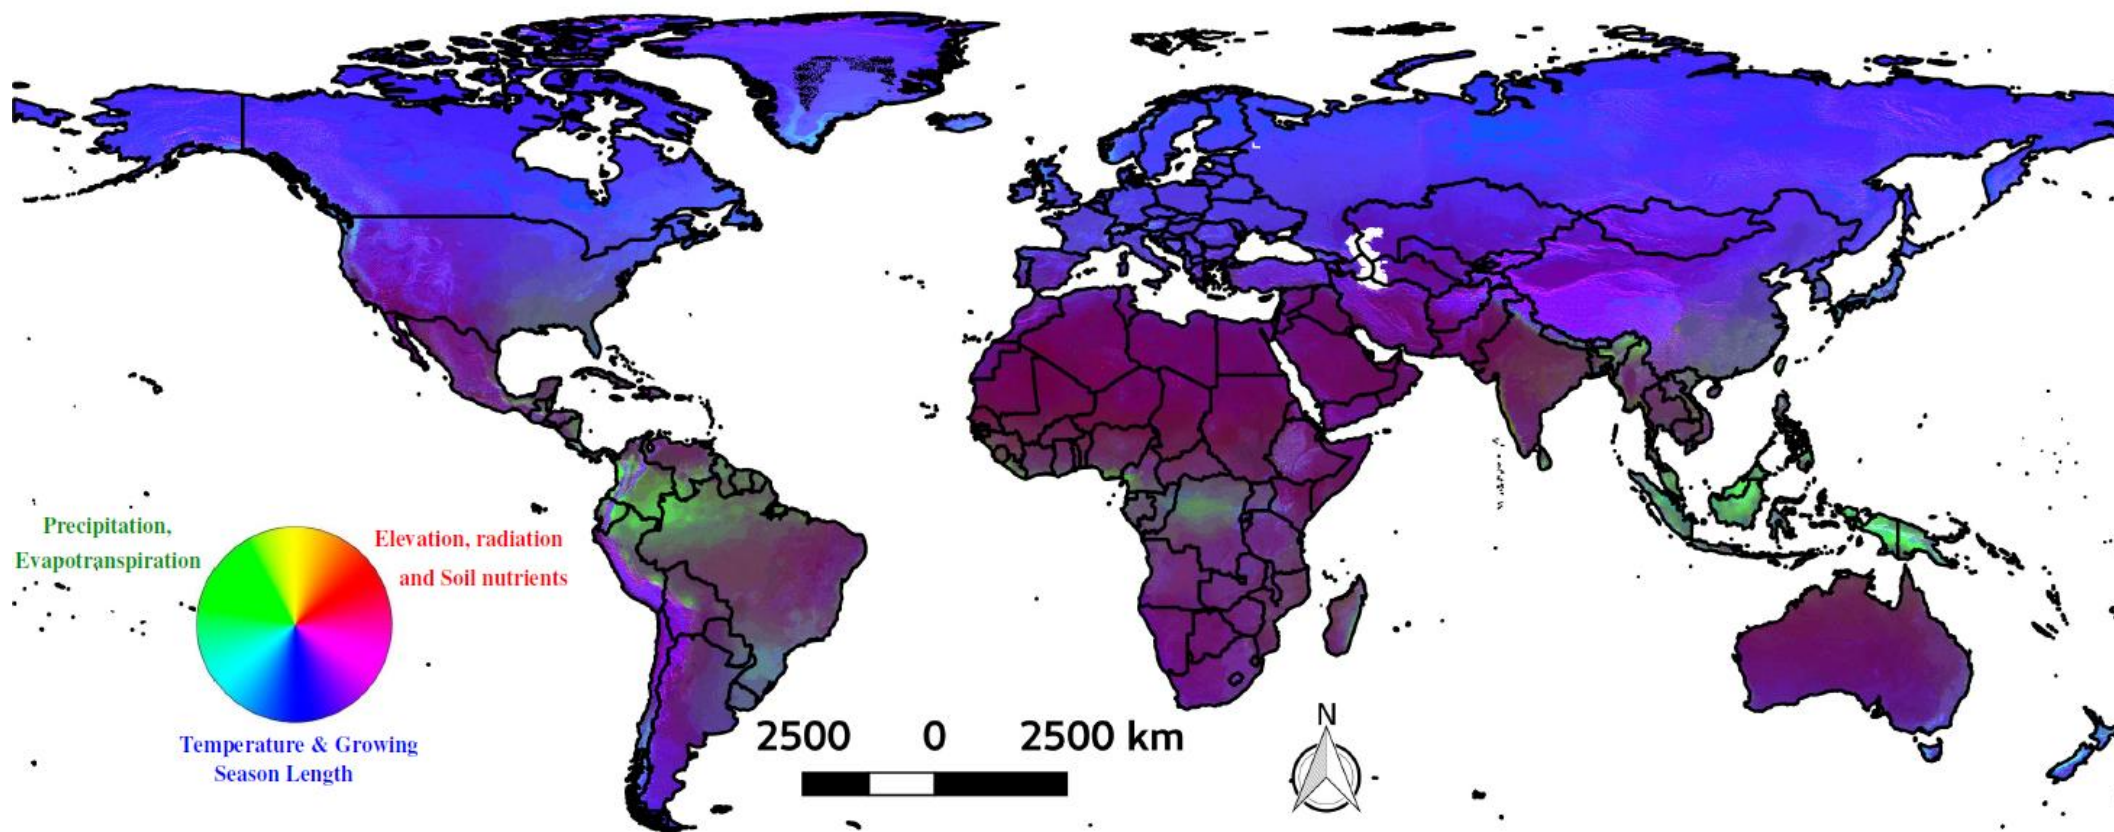 Precipitation,
Evapotranspiration
Elevation, radiation
and Soil nutrients
Temperature & Growing
Season Length
2500 0 2500 km
N